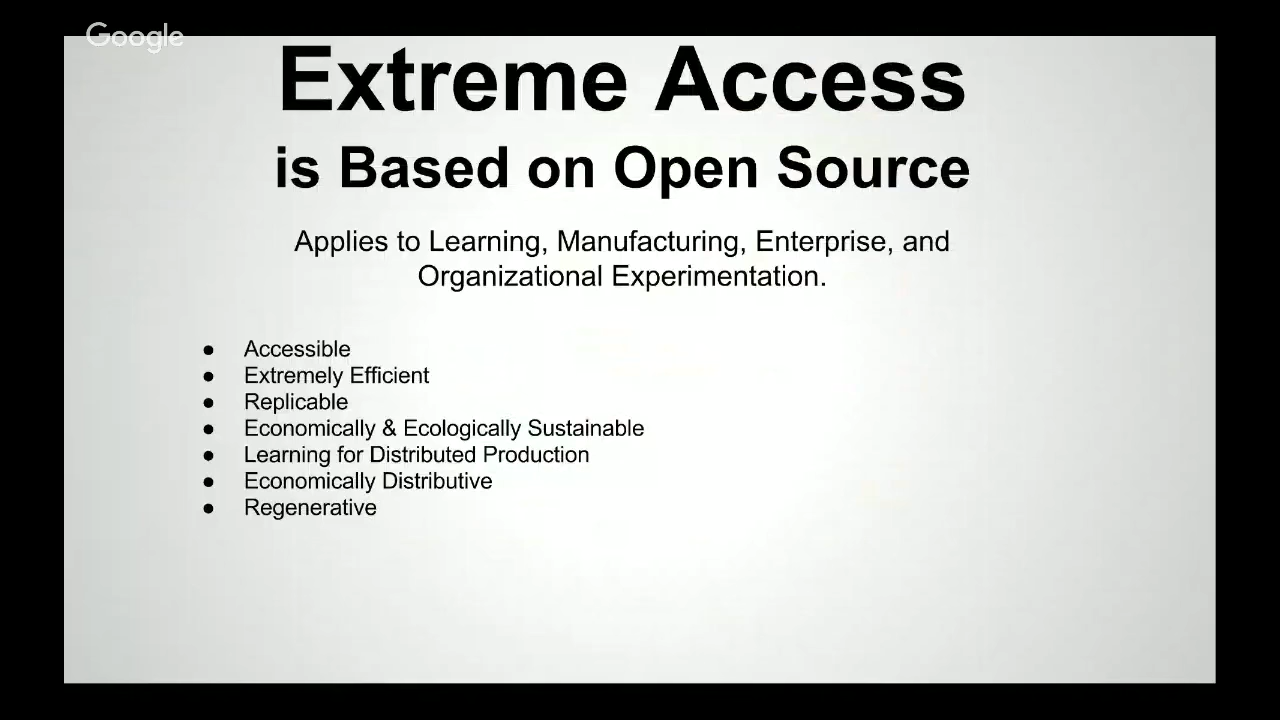 Google
Extreme Access
is Based on Open Source
Applies to Learning, Manufacturing, Enterprise, and
Organizational Experimentation.
● Accessible
● Extremely Efficient
● Replicable
● Economically & Ecologically Sustainable
● Learning for Distributed Production
● Economically Distributive
● Regenerative